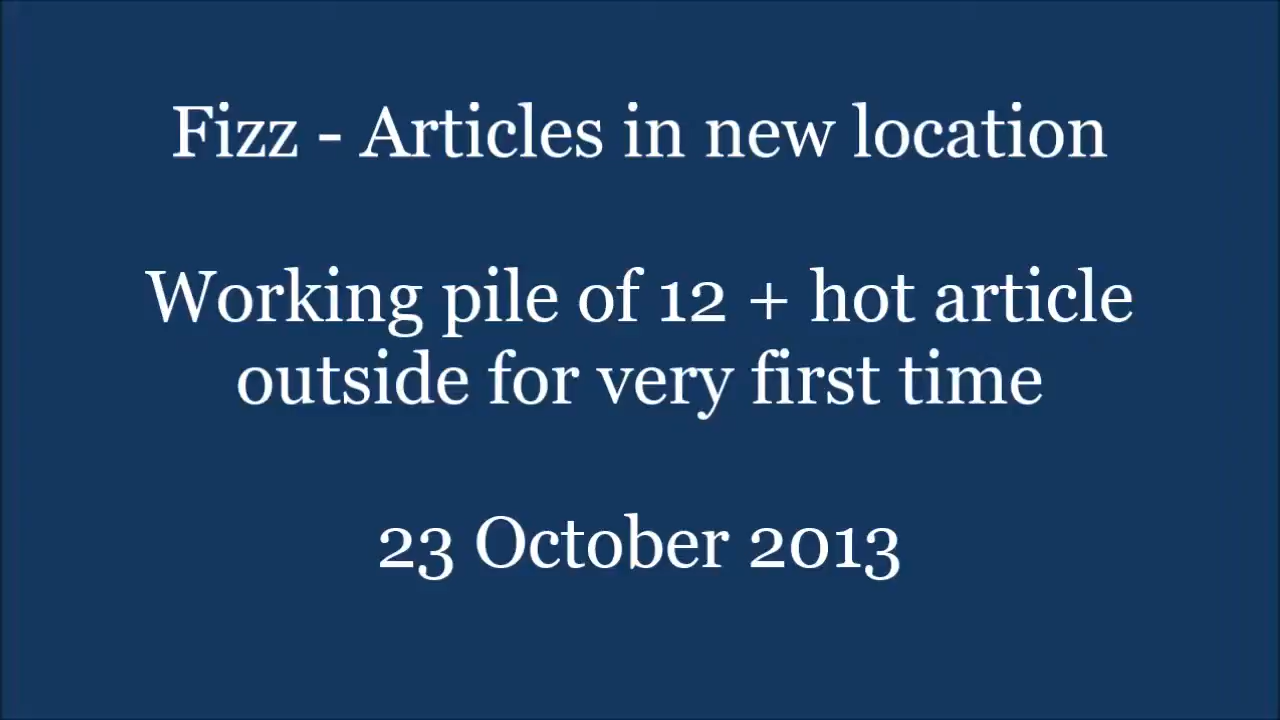 Fizz - Articles in new location
Working pile of 12 + hot article
outside for very first time
23 October 2013